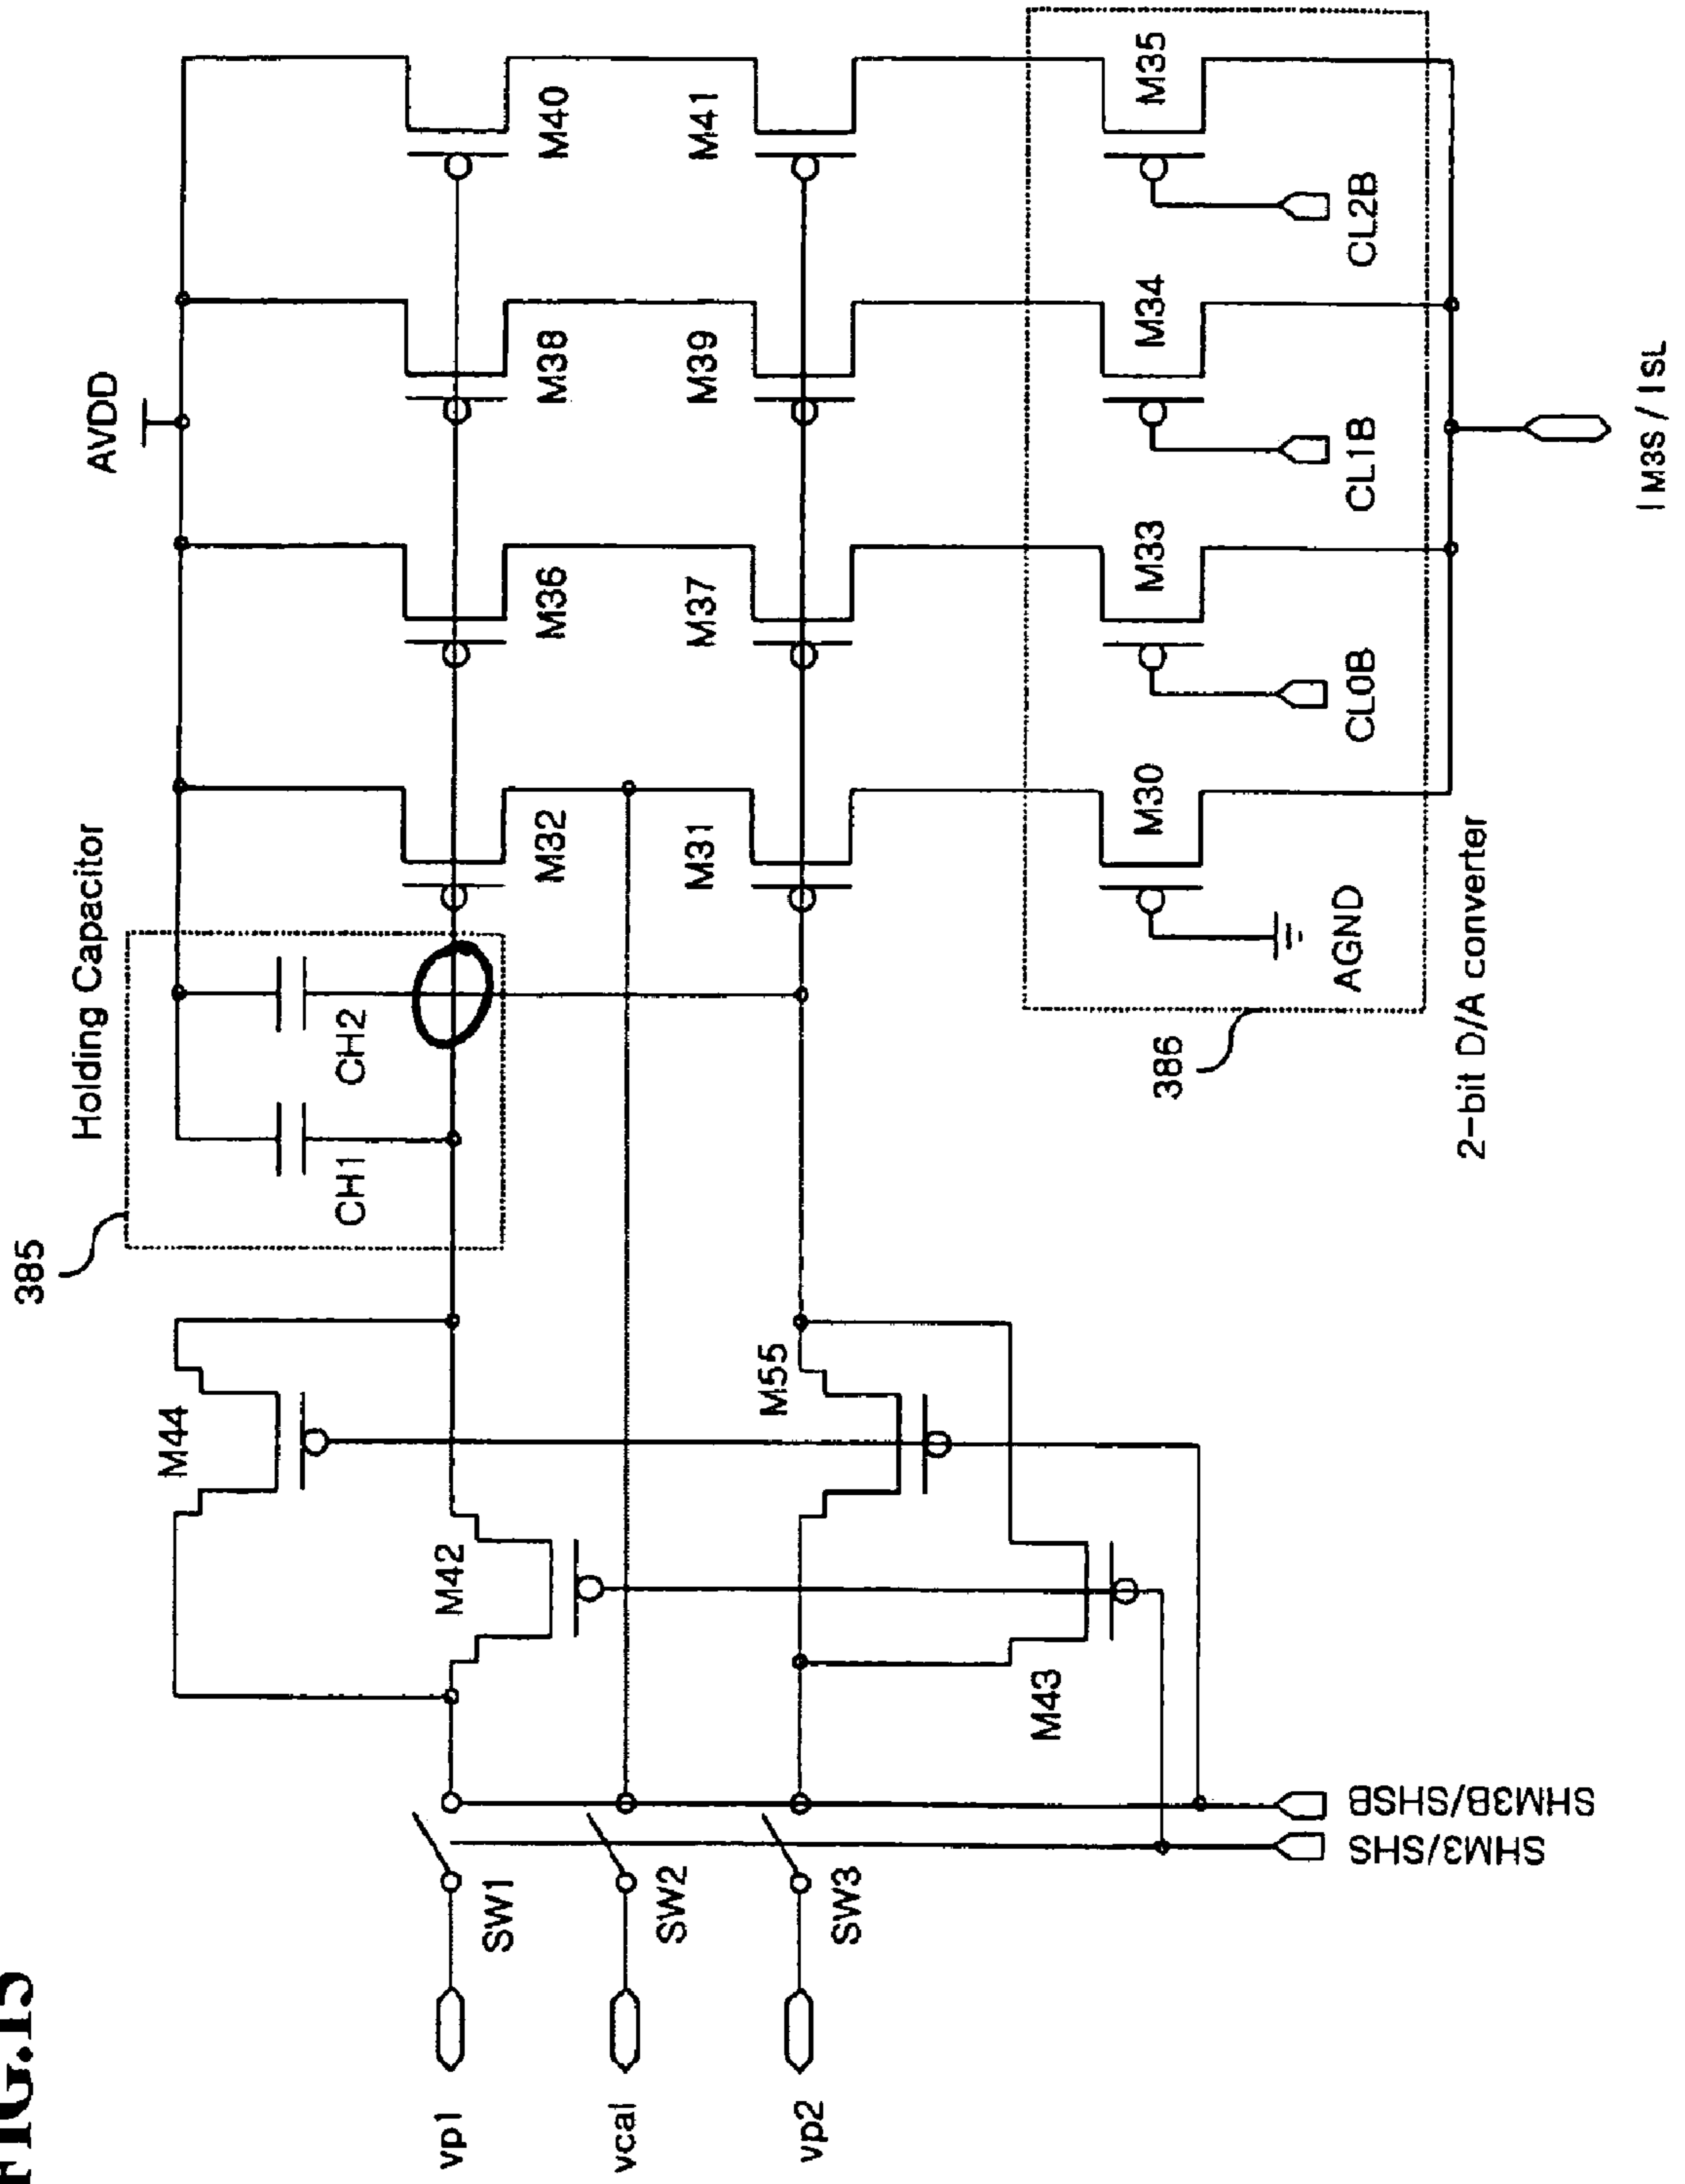 FIG.15
385
Holding Capacitor
AVDD
CH1
CH2
M44
M42
M55
M43
M32
M36
M38
M40
M31
M37
M39
M41
M30
M33
M34
M35
AGND
CL0B
CL1B
CL2B
386
2-bit D/A converter
IM3S/ISL
vp1
vcal
vp2
SW1
SW2
SW3
SHM3/SHS
SHM3B/SHSB